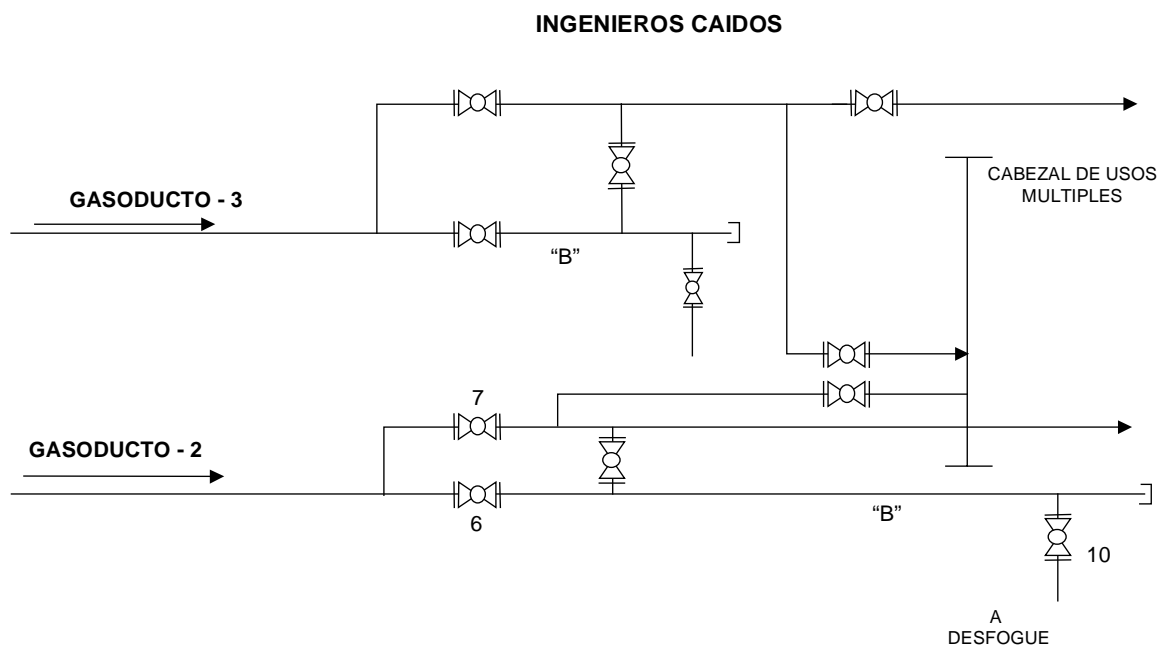 INGENIEROS CAIDOS
CABEZAL DE USOS
MULTIPLES
GASODUCTO - 3
“B”
7
GASODUCTO - 2
6
“B”
10
A
DESFOGUE